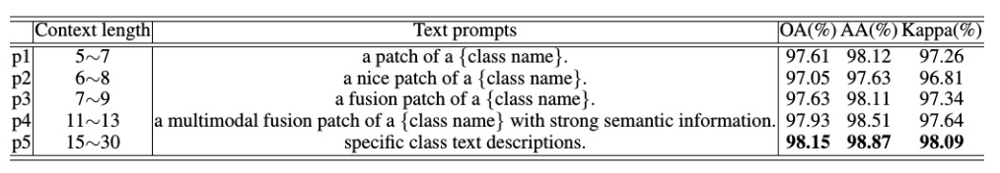 Context length Text prompts OA(%) AA(%) Kappa(%)
p1 5~7 a patch of a {class name}. 97.61 98.12 97.26
p2 6~8 a nice patch of a {class name}. 97.05 97.63 96.81
p3 7~9 a fusion patch of a {class name}. 97.63 98.11 97.34
p4 11~13 a multimodal fusion patch of a {class name} with strong semantic information. 97.93 98.51 97.64
p5 15~30 specific class text descriptions. 98.15 98.87 98.09